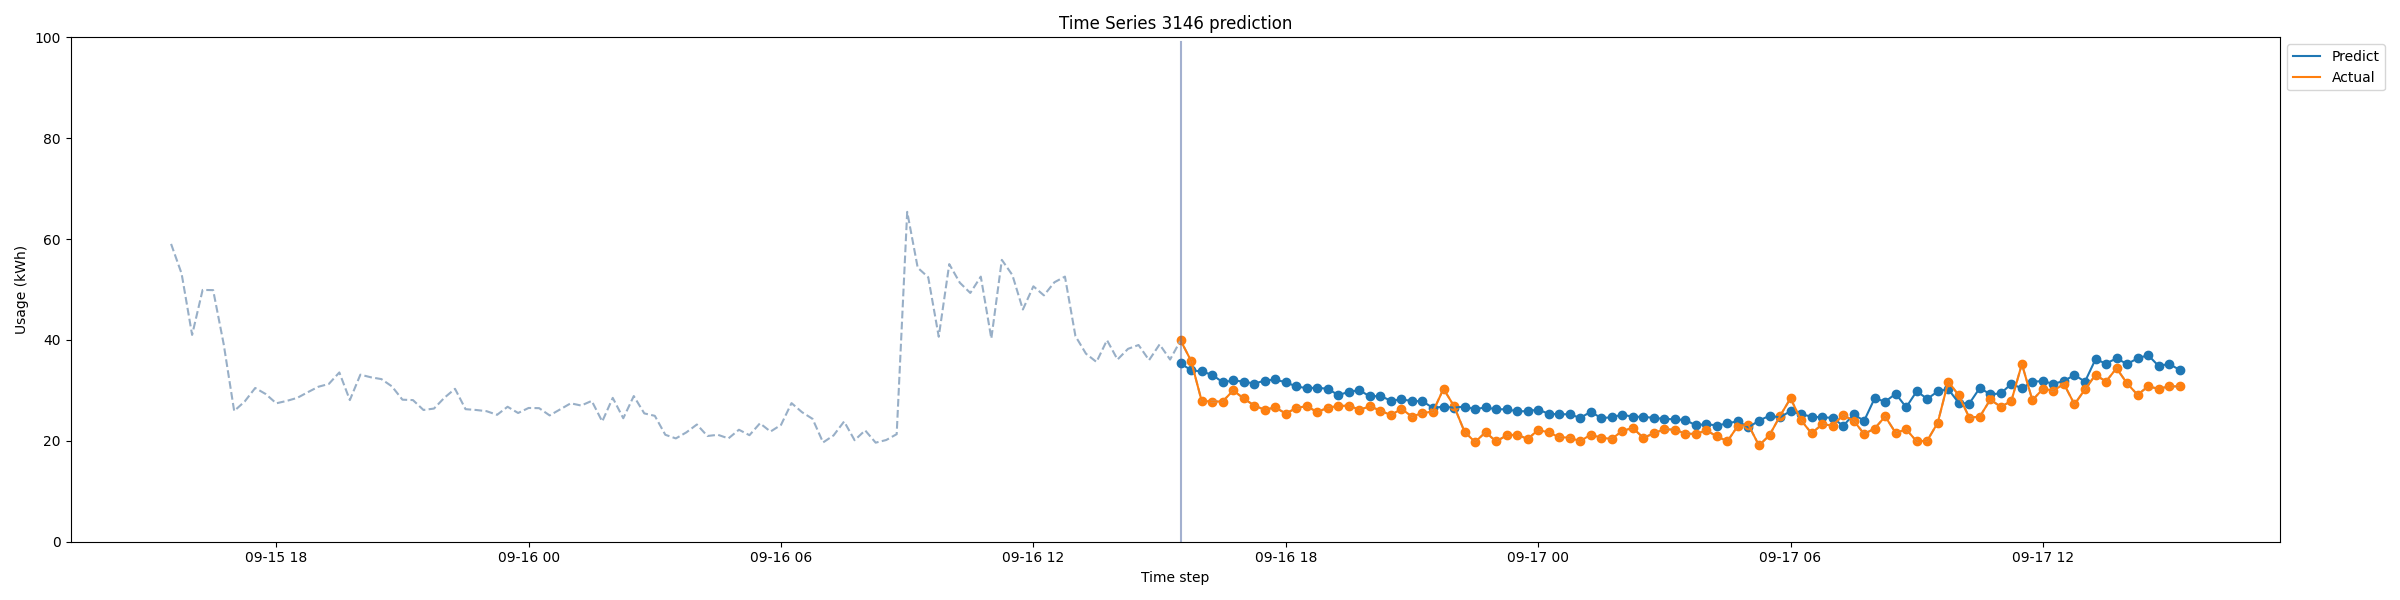 Time Series 3146 prediction
100
80
60
40
20
0
Usage (kWh)
09-15 18
09-16 00
09-16 06
09-16 12
09-16 18
09-17 00
09-17 06
09-17 12
Time step
Predict
Actual